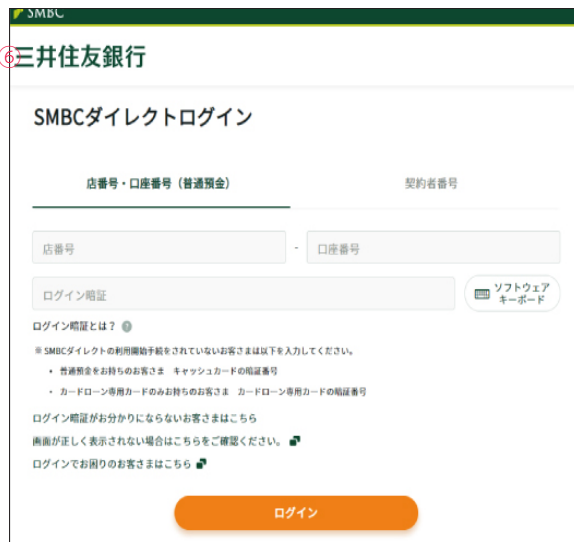 SMBC
⑥三井住友銀行
SMBCダイレクトログイン
店番号・口座番号（普通預金） 契約者番号
店番号 - 口座番号
ログイン暗証 ソフトウェア
キーボード
ログイン暗証とは？ ?
※ SMBCダイレクトの利用開始手続をされていないお客さまは以下を入力してください。
• 普通預金をお持ちのお客さま　キャッシュカードの暗証番号
• カードローン専用カードのみお持ちのお客さま　カードローン専用カードの暗証番号
ログイン暗証がお分かりにならないお客さまはこちら
画面が正しく表示されない場合はこちらをご確認ください。
ログインでお困りのお客さまはこちら
ログイン